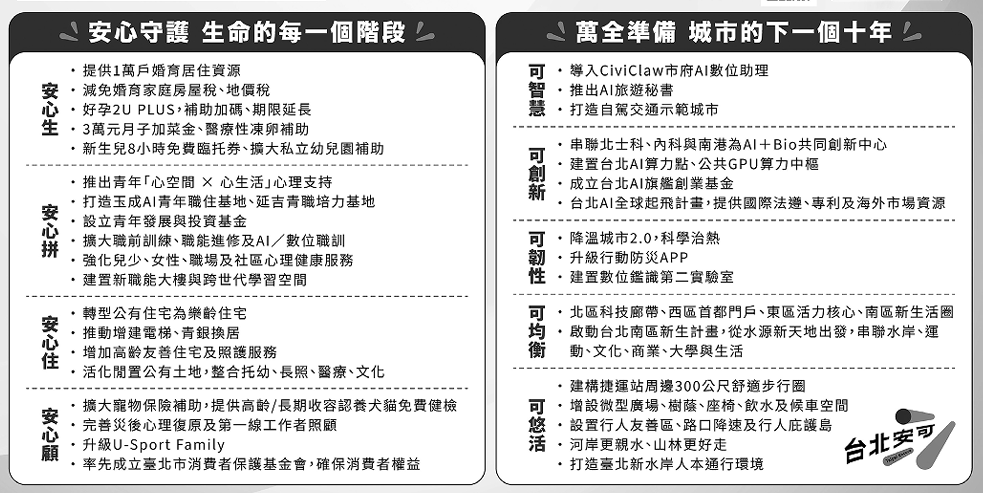 安心守護 生命的每一個階段
安心生
・提供1萬戶婚育居住資源
・減免婚育家庭房屋稅、地價稅
・好孕2U PLUS，補助加碼、期限延長
・3萬元月子加菜金、醫療性凍卵補助
・新生兒8小時免費臨托券、擴大私立幼兒園補助
安心拼
・推出青年「心空間 × 心生活」心理支持
・打造玉成AI青年職住基地、延吉青職培力基地
・設立青年發展與投資基金
・擴大職前訓練、職能進修及AI／數位職訓
・強化兒少、女性、職場及社區心理健康服務
・建置新職能大樓與跨世代學習空間
安心住
・轉型公有住宅為樂齡住宅
・推動增建電梯、青銀換居
・增加高齡友善住宅及照護服務
・活化閒置公有土地，整合托幼、長照、醫療、文化
安心顧
・擴大寵物保險補助，提供高齡/長期收容認養犬貓免費健檢
・完善災後心理復原及第一線工作者照顧
・升級U-Sport Family
・率先成立臺北市消費者保護基金會，確保消費者權益
萬全準備 城市的下一個十年
可智慧
・導入CiviClaw市府AI數位助理
・推出AI旅遊秘書
・打造自駕交通示範城市
可創新
・串聯北士科、內科與南港為AI＋Bio共同創新中心
・建置台北AI算力點、公共GPU算力中樞
・成立台北AI旗艦創業基金
・台北AI全球起飛計畫，提供國際法遵、專利及海外市場資源
可韌性
・降溫城市2.0，科學治熱
・升級行動防災APP
・建置數位鑑識第二實驗室
可均衡
・北區科技廊帶、西區首都門戶、東區活力核心、南區新生活圈
・啟動台北南區新生計畫，從水源新天地出發，串聯水岸、運
動、文化、商業、大學與生活
可悠活
・建構捷運站周邊300公尺舒適步行圈
・增設微型廣場、樹蔭、座椅、飲水及候車空間
・設置行人友善區、路口降速及行人庇護島
・河岸更親水、山林更好走
・打造臺北新水岸人本通行環境
台北安可